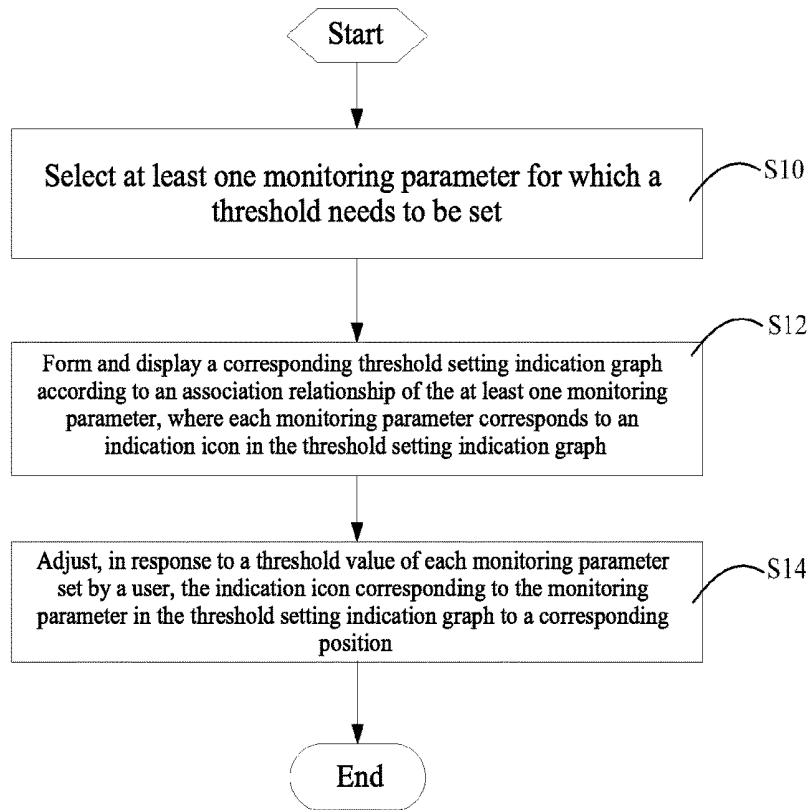 Start
Select at least one monitoring parameter for which a
threshold needs to be set
S10
Form and display a corresponding threshold setting indication graph
according to an association relationship of the at least one monitoring
parameter, where each monitoring parameter corresponds to an
indication icon in the threshold setting indication graph
S12
Adjust, in response to a threshold value of each monitoring parameter
set by a user, the indication icon corresponding to the monitoring
parameter in the threshold setting indication graph to a corresponding
position
S14
End